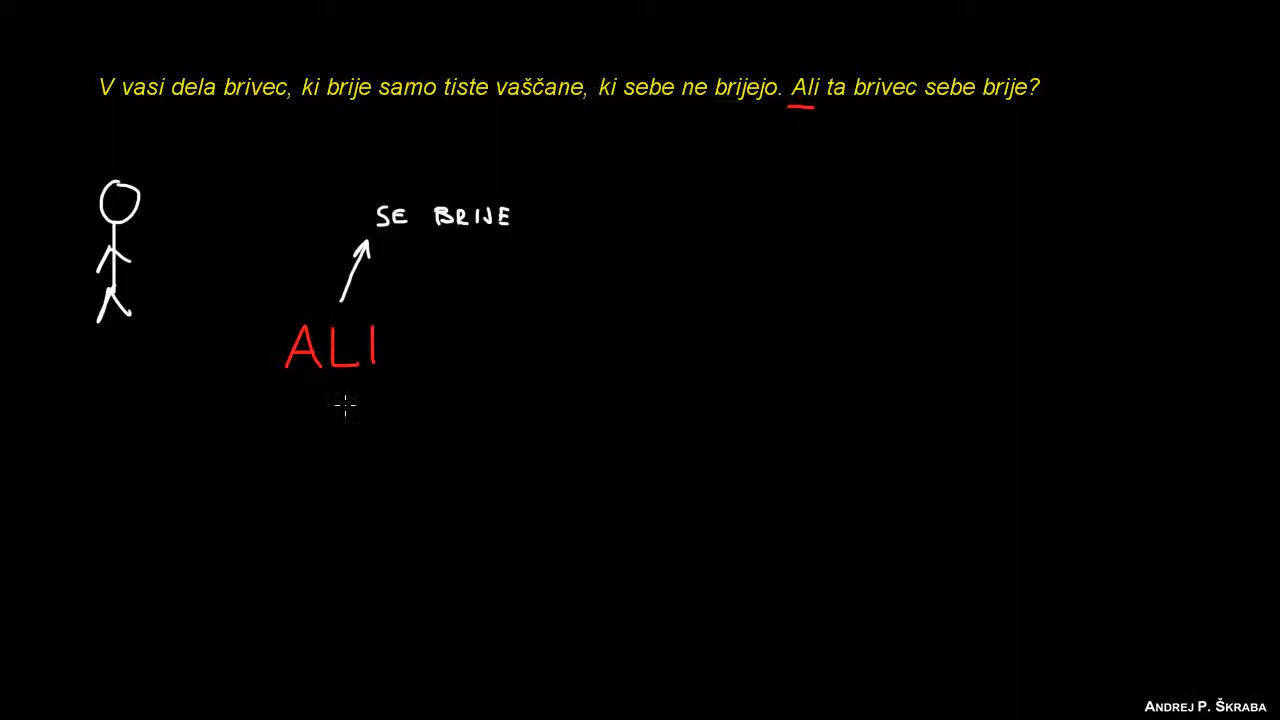 V vasi dela brivec, ki brije samo tiste vaščane, ki sebe ne brijejo. Ali ta brivec sebe brije?
SE BRIJE
ALI
ANDREJ P. ŠKRABA